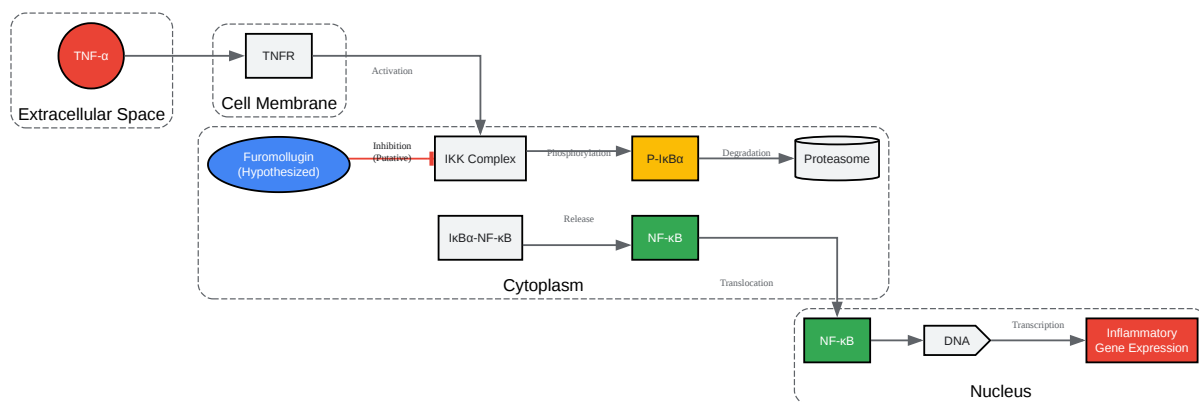 TNF-α
Extracellular Space
TNFR
Cell Membrane
Activation
Furomollugin
(Hypothesized)
Inhibition
(Putative)
IKK Complex
Phosphorylation
P-IκBα
Degradation
Proteasome
IκBα-NF-κB
Release
NF-κB
Cytoplasm
Translocation
NF-κB
DNA
Transcription
Inflammatory
Gene Expression
Nucleus